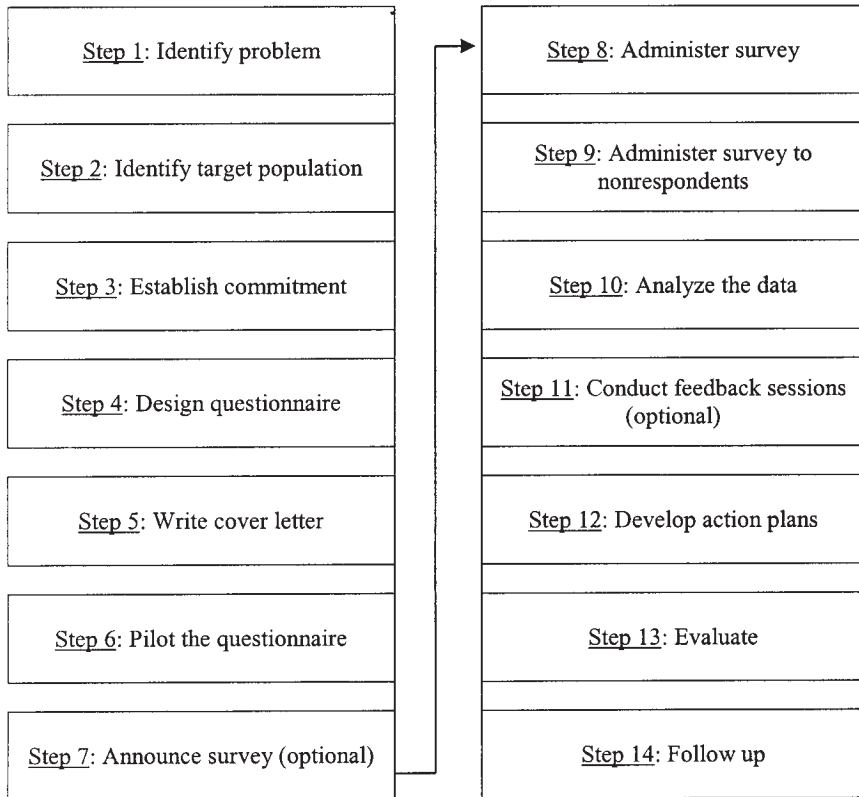 Step 1: Identify problem
Step 2: Identify target population
Step 3: Establish commitment
Step 4: Design questionnaire
Step 5: Write cover letter
Step 6: Pilot the questionnaire
Step 7: Announce survey (optional)
Step 8: Administer survey
Step 9: Administer survey to
nonrespondents
Step 10: Analyze the data
Step 11: Conduct feedback sessions
(optional)
Step 12: Develop action plans
Step 13: Evaluate
Step 14: Follow up